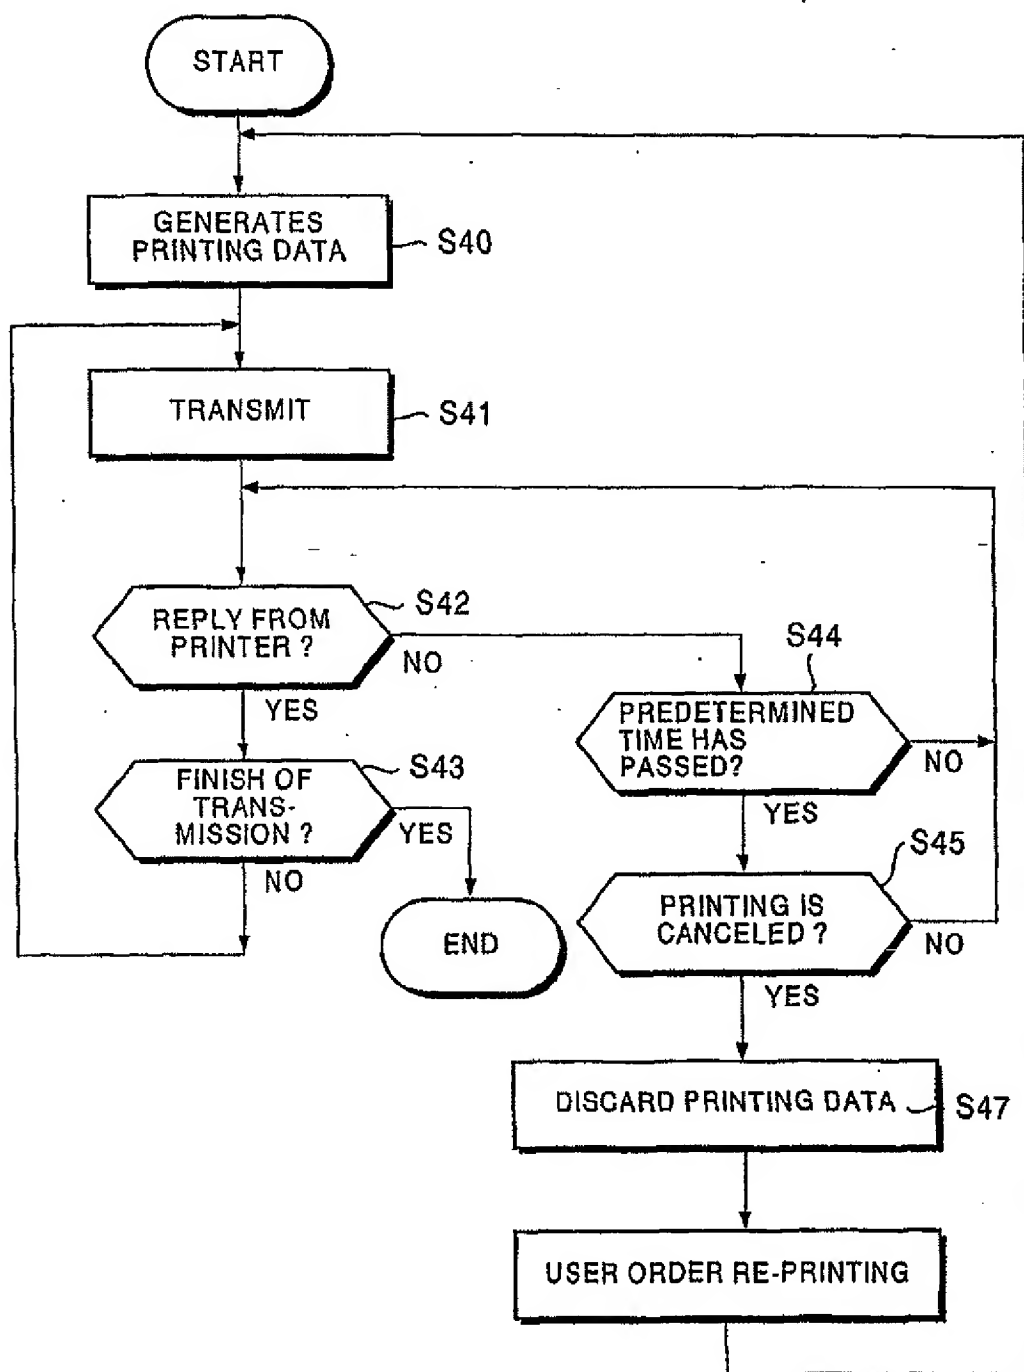 START
GENERATES
PRINTING DATA
S40
TRANSMIT
S41
REPLY FROM
PRINTER ?
S42
NO
YES
S44
PREDETERMINED
TIME HAS
PASSED?
NO
YES
FINISH OF
TRANS-
MISSION ?
S43
YES
NO
END
S45
PRINTING IS
CANCELED ?
NO
YES
DISCARD PRINTING DATA
S47
USER ORDER RE-PRINTING